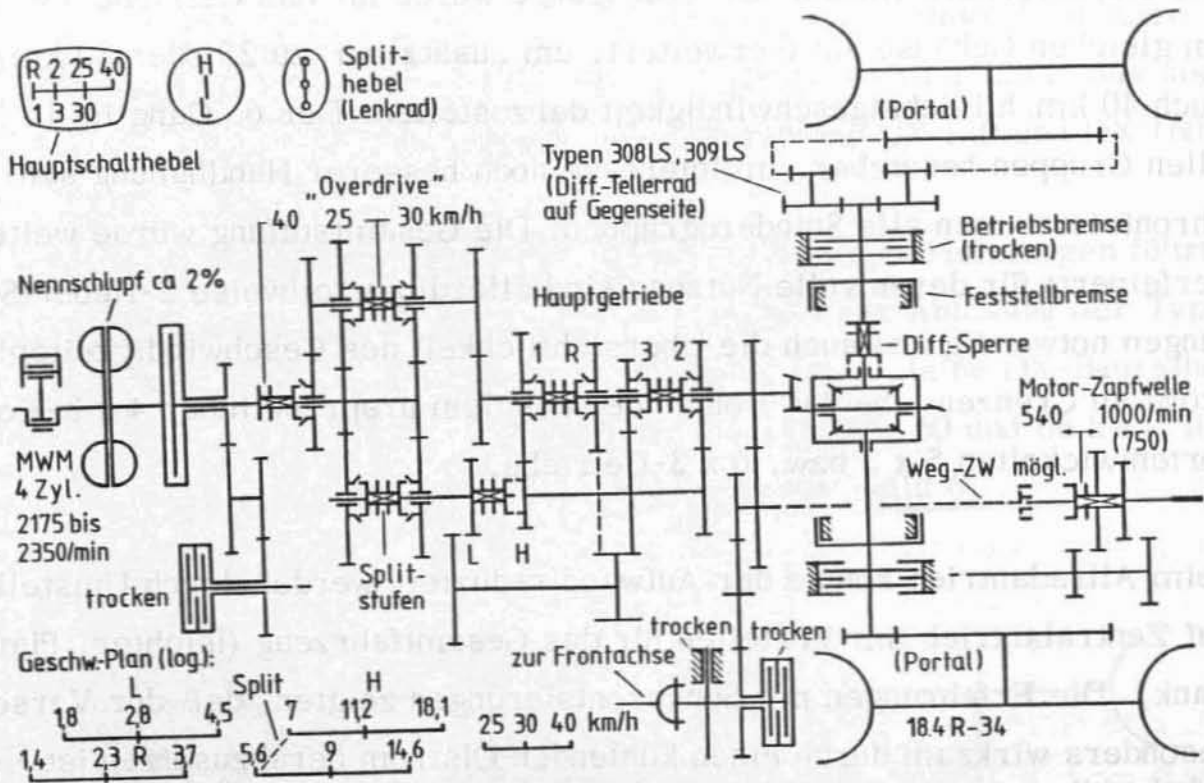 R 2 25 40
1 3 30
Hauptschalthebel
H
L
Split-
hebel
(Lenkrad)
"Overdrive"
40 25 30 km/h
Typen 308LS, 309LS
(Diff.-Tellerrad
auf Gegenseite)
(Portal)
Betriebsbremse
(trocken)
Feststellbremse
Diff.-Sperre
Nennschlupf ca 2%
Hauptgetriebe
1 R 3 2
Motor-Zapfwelle
540 1000/min
(750)
Weg-ZW mögl.
MWM
4 Zyl.
2175 bis
2350/min
trocken
Split-
stufen
L H
trocken
trocken
zur Frontachse
(Portal)
18.4 R-34
Geschw.-Plan (log.):
L Split H
1,8 2,8 4,5 7 11,2 18,1
1,4 2,3 R 3,7 5,6 9 14,6
25 30 40 km/h